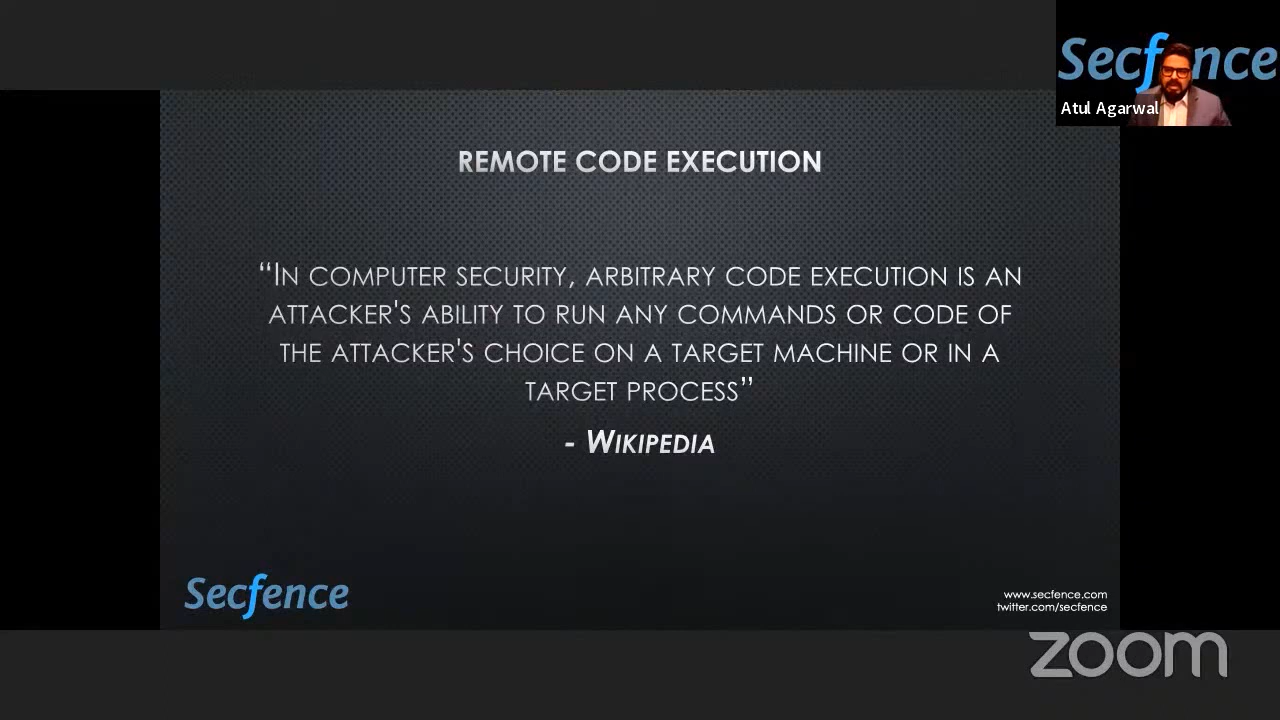 Secfence
Atul Agarwal
REMOTE CODE EXECUTION
“IN COMPUTER SECURITY, ARBITRARY CODE EXECUTION IS AN
ATTACKER'S ABILITY TO RUN ANY COMMANDS OR CODE OF
THE ATTACKER'S CHOICE ON A TARGET MACHINE OR IN A
TARGET PROCESS”
- WIKIPEDIA
Secfence
www.secfence.com
twitter.com/secfence
zoom